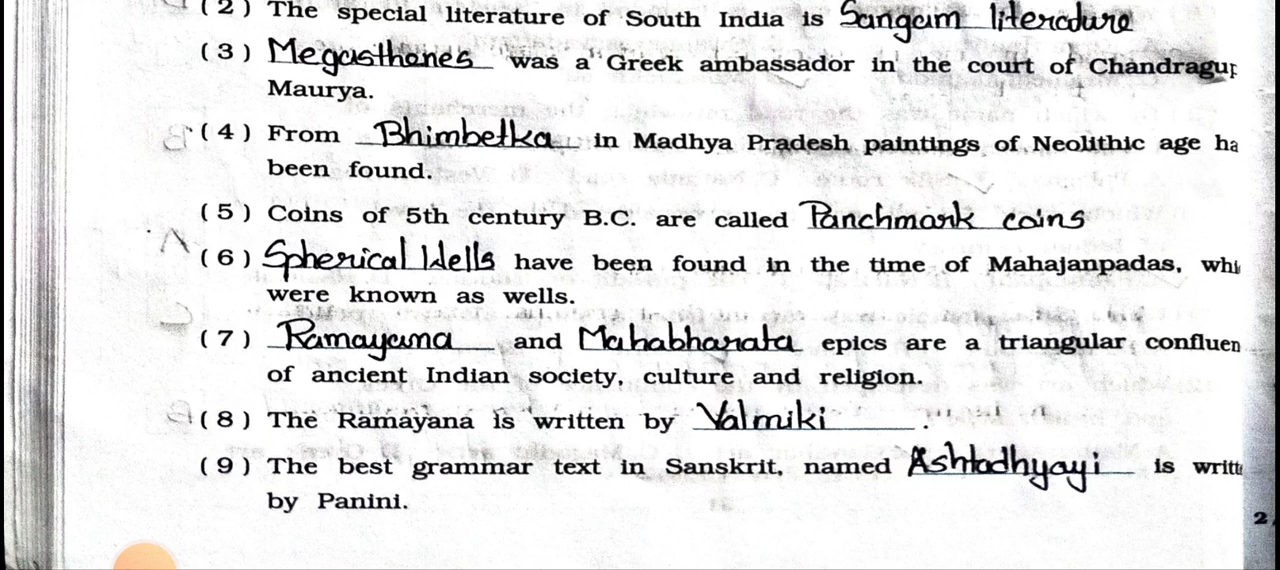 (2) The special literature of South India is Sangam literature
(3) Megasthenes was a Greek ambassador in the court of Chandragup
Maurya.
(4) From Bhimbetka in Madhya Pradesh paintings of Neolithic age ha
been found.
(5) Coins of 5th century B.C. are called Panchmark coins
(6) Spherical Wells have been found in the time of Mahajanpadas, whi
were known as wells.
(7) Ramayana and Mahabharata epics are a triangular confluen
of ancient Indian society, culture and religion.
(8) The Ramayana is written by Valmiki .
(9) The best grammar text in Sanskrit, named Ashtadhyayi is writt
by Panini.
2